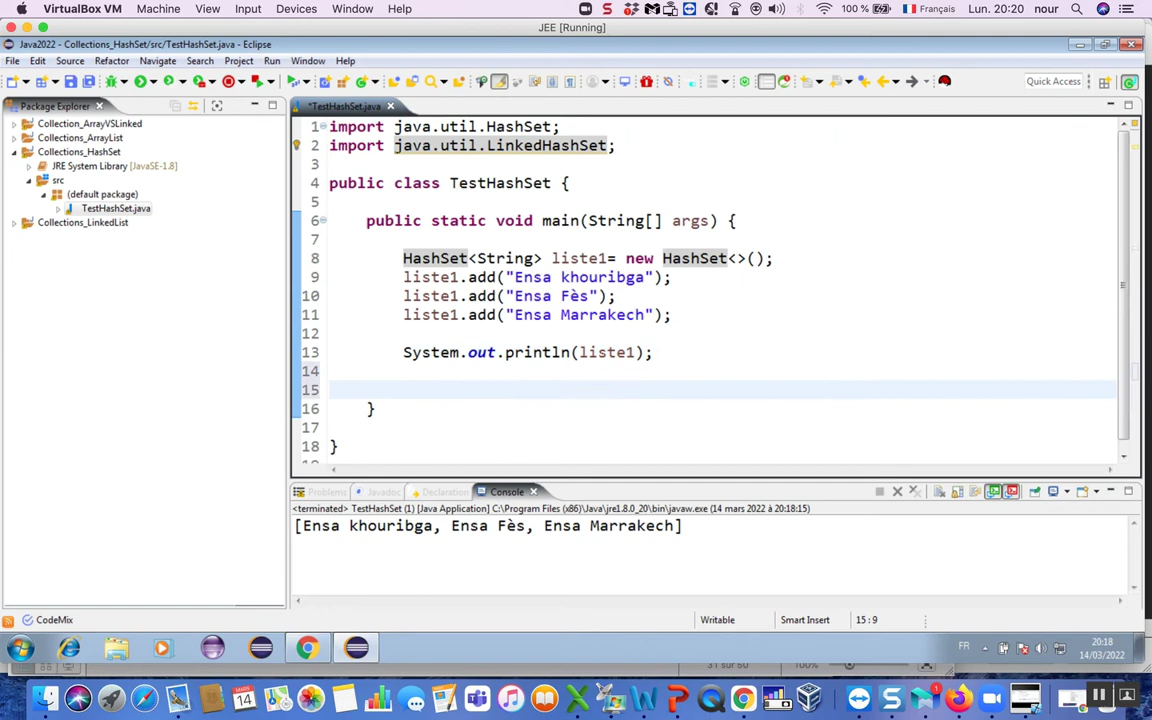 VirtualBox VM Machine View Input Devices Window Help 100 % Français Lun. 20:20 nour
JEE [Running]
Java2022 - Collections_HashSet/src/TestHashSet.java - Eclipse
File Edit Source Refactor Navigate Search Project Run Window Help
Quick Access
Package Explorer
Collection_ArrayVSLinked
Collections_ArrayList
Collections_HashSet
JRE System Library [JavaSE-1.8]
src
(default package)
TestHashSet.java
Collections_LinkedList
*TestHashSet.java
1 import java.util.HashSet;
2 import java.util.LinkedHashSet;
3
4 public class TestHashSet {
5
6 public static void main(String[] args) {
7
8 HashSet<String> liste1= new HashSet<>();
9 liste1.add("Ensa khouribga");
10 liste1.add("Ensa Fès");
11 liste1.add("Ensa Marrakech");
12
13 System.out.println(liste1);
14
15
16 }
17
18 }
Problems Javadoc Declaration Console
<terminated> TestHashSet (1) [Java Application] C:\Program Files (x86)\Java\jre1.8.0_20\bin\javaw.exe (14 mars 2022 à 20:18:15)
[Ensa khouribga, Ensa Fès, Ensa Marrakech]
CodeMix
Writable Smart Insert 15 : 9
FR 20:18
14/03/2022